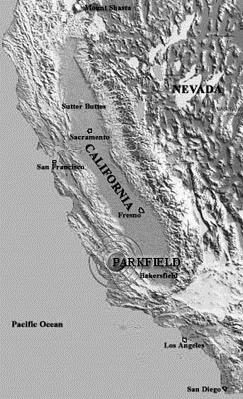 Mount Shasta
NEVADA
Sutter Buttes
Sacramento
San Francisco
CALIFORNIA
Fresno
PARKFIELD
Bakersfield
Pacific Ocean
Los Angeles
San Diego